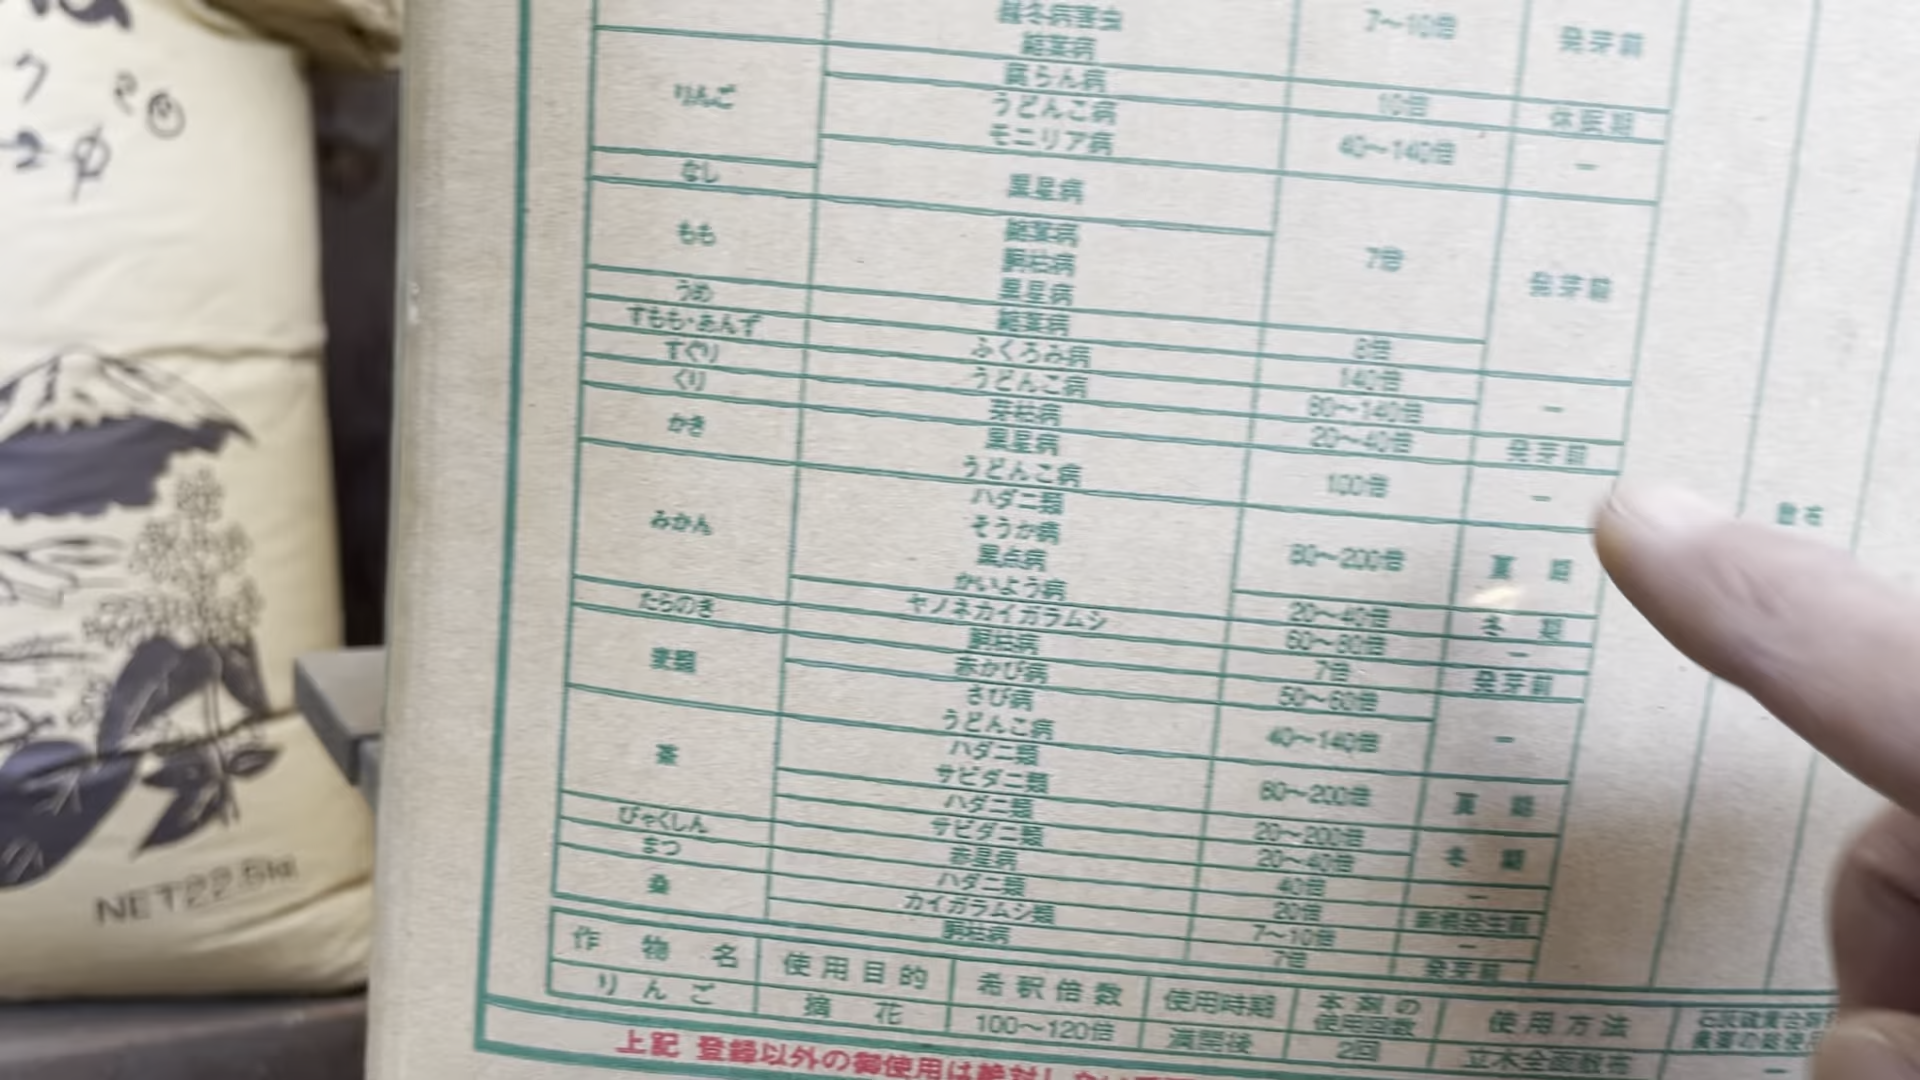 越冬病害虫 7〜10倍 発芽前
縮葉病
りんご 腐らん病 10倍 休眠期
うどんこ病 40〜140倍 －
モニリア病
なし 黒星病 7倍 発芽前
もも 縮葉病
胴枯病
黒星病
うめ 縮葉病
すもも・あんず ふくろみ病 8倍
すぐり うどんこ病 140倍 －
くり 芽枯病 20〜40倍 発芽前
80〜140倍
かき 黒星病 100倍 －
うどんこ病
みかん ハダニ類 80〜200倍 夏期
そうか病
黒点病
かいよう病 20〜40倍 冬期
ヤノネカイガラムシ 60〜80倍 －
たらのき 胴枯病 7倍 発芽前
麦類 赤かび病 50〜60倍 －
さび病 40〜140倍
うどんこ病
茶 ハダニ類 80〜200倍 夏期
サビダニ類
ハダニ類 20〜200倍 冬期
サビダニ類 20〜40倍
びゃくしん 赤星病 40倍 －
まつ ハダニ類 20倍 新梢発生前
桑 カイガラムシ類 7〜10倍 －
胴枯病 7倍 発芽前
散布
作物名 使用目的 希釈倍数 使用時期 本剤の使用回数 使用方法
りんご 摘花 100〜120倍 満開後 2回 立木全面散布 －
上記 登録以外の御使用は絶対しない
NET 22.5kg